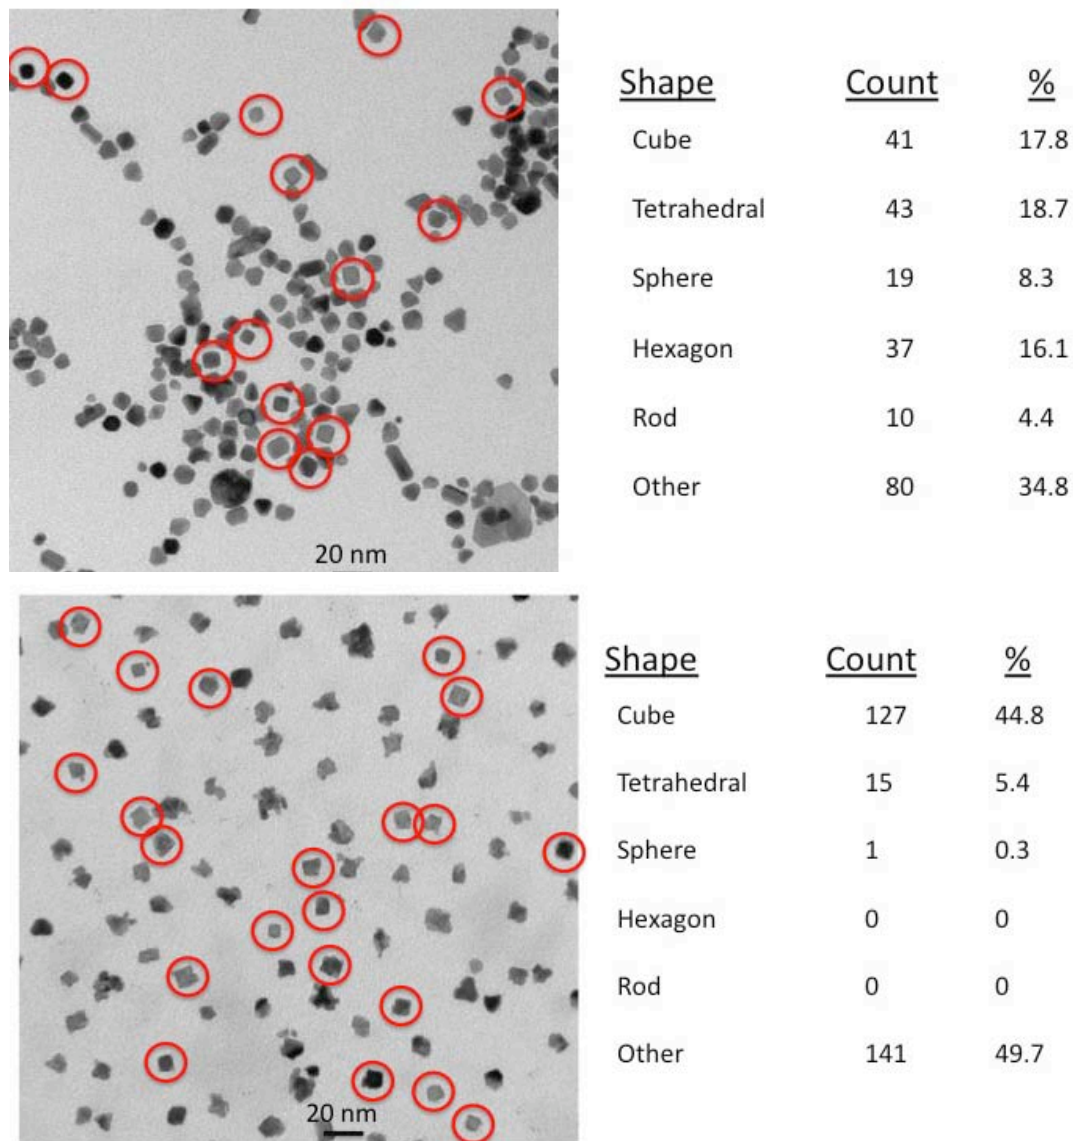 Shape Count %
Cube 41 17.8
Tetrahedral 43 18.7
Sphere 19 8.3
Hexagon 37 16.1
Rod 10 4.4
Other 80 34.8
20 nm
Shape Count %
Cube 127 44.8
Tetrahedral 15 5.4
Sphere 1 0.3
Hexagon 0 0
Rod 0 0
Other 141 49.7
20 nm